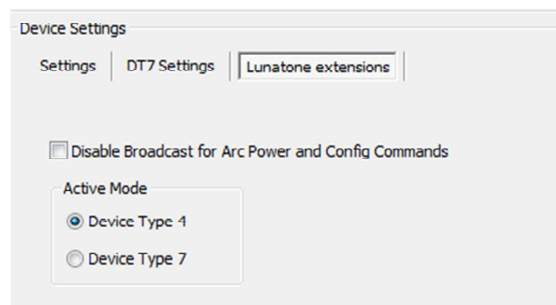 Device Settings
Settings DT7 Settings Lunatone extensions
Disable Broadcast for Arc Power and Config Commands
Active Mode
Device Type 4
Device Type 7